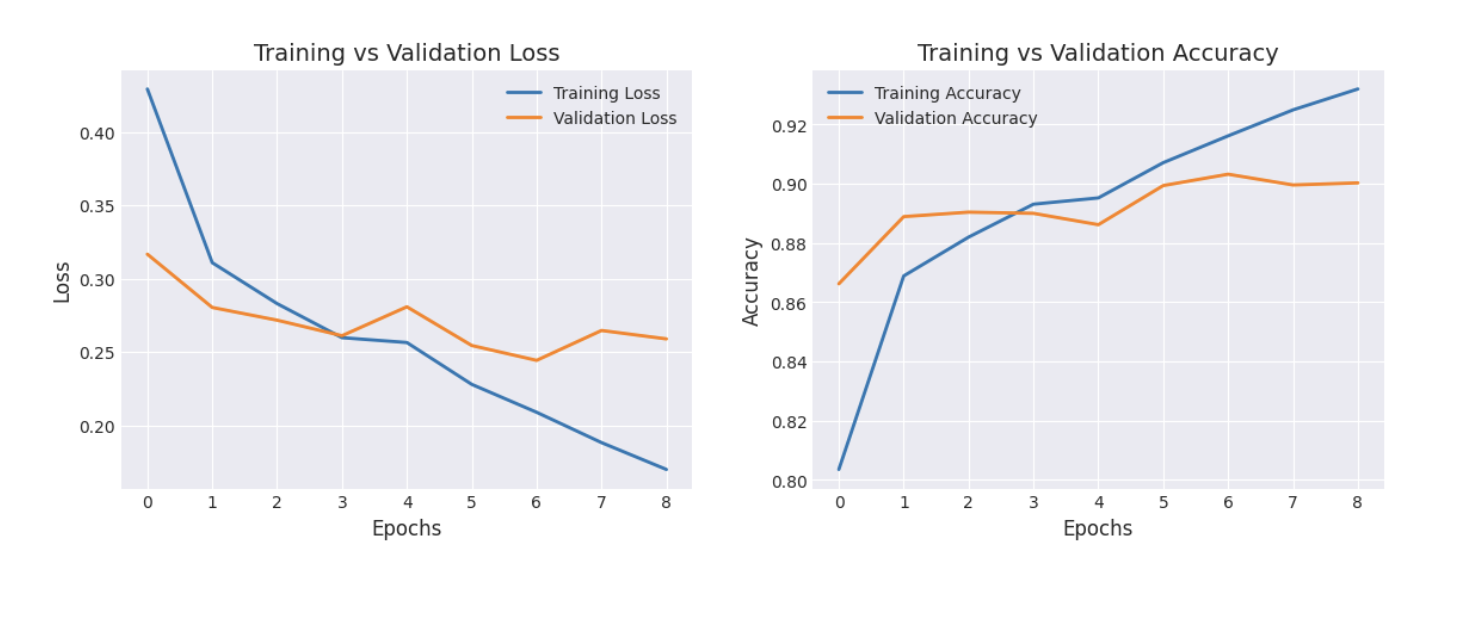 Training vs Validation Loss
Training Loss
Validation Loss
0.40
0.35
0.30
0.25
0.20
Loss
0 1 2 3 4 5 6 7 8
Epochs
Training vs Validation Accuracy
Training Accuracy
Validation Accuracy
0.92
0.90
0.88
0.86
0.84
0.82
0.80
Accuracy
0 1 2 3 4 5 6 7 8
Epochs